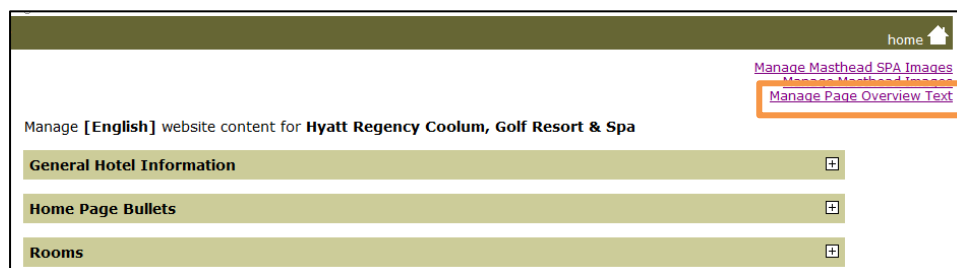 home
Manage Masthead SPA Images
Manage Masthead Images
Manage Page Overview Text
Manage [English] website content for Hyatt Regency Coolum, Golf Resort & Spa
General Hotel Information
Home Page Bullets
Rooms